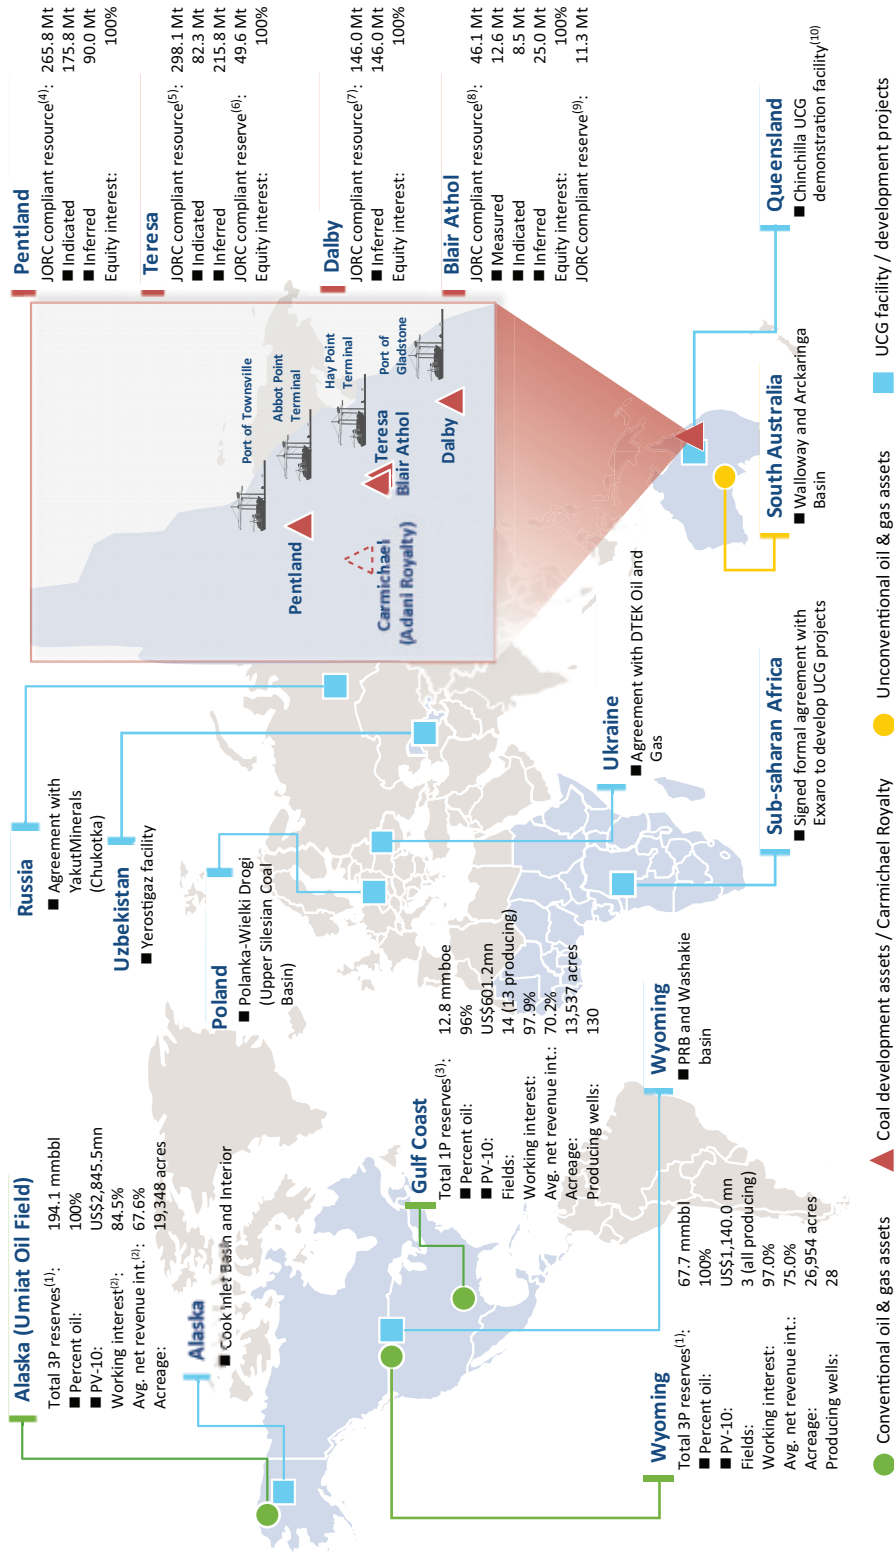 Alaska (Umiat Oil Field)
Total 3P reserves(1): 194.1 mmbbl
■ Percent oil: 100%
■ PV-10: US$2,845.5mn
Working interest(2): 84.5%
Avg. net revenue int.(2): 67.6%
Acreage: 19,348 acres
Alaska
■ Cook Inlet Basin and Interior
Russia
■ Agreement with
YakutMinerals
(Chukotka)
Uzbekistan
■ Yerostigaz facility
Poland
■ Polanka-Wielki Drogi
(Upper Silesian Coal
Basin)
Gulf Coast
Total 1P reserves(3): 12.8 mmboe
■ Percent oil: 96%
■ PV-10: US$601.2mn
Fields: 14 (13 producing)
Working interest: 97.9%
Avg. net revenue int.: 70.2%
Acreage: 13,537 acres
Producing wells: 130
Wyoming
Total 3P reserves(1): 67.7 mmbbl
■ Percent oil: 100%
■ PV-10: US$1,140.0 mn
Fields: 3 (all producing)
Working interest: 97.0%
Avg. net revenue int.: 75.0%
Acreage: 26,954 acres
Producing wells: 28
Wyoming
■ PRB and Washakie
basin
Ukraine
■ Agreement with DTEK Oil and
Gas
Sub-saharan Africa
■ Signed formal agreement with
Exxaro to develop UCG projects
South Australia
■ Walloway and Arckaringa
Basin
Queensland
■ Chinchilla UCG
demonstration facility(10)
Port of Townsville
Abbot Point
Terminal
Hay Point
Terminal
Port of
Gladstone
Pentland
Carmichael
(Adani Royalty)
Teresa
Blair Athol
Dalby
Pentland
JORC compliant resource(4): 265.8 Mt
■ Indicated 175.8 Mt
■ Inferred 90.0 Mt
Equity interest: 100%
Teresa
JORC compliant resource(5): 298.1 Mt
■ Indicated 82.3 Mt
■ Inferred 215.8 Mt
JORC compliant reserve(6): 49.6 Mt
Equity interest: 100%
Dalby
JORC compliant resource(7): 146.0 Mt
■ Inferred 146.0 Mt
Equity interest: 100%
Blair Athol
JORC compliant resource(8): 46.1 Mt
■ Measured 12.6 Mt
■ Indicated 8.5 Mt
■ Inferred 25.0 Mt
Equity interest: 100%
JORC compliant reserve(9): 11.3 Mt
Conventional oil & gas assets
Coal development assets / Carmichael Royalty
Unconventional oil & gas assets
UCG facility / development projects